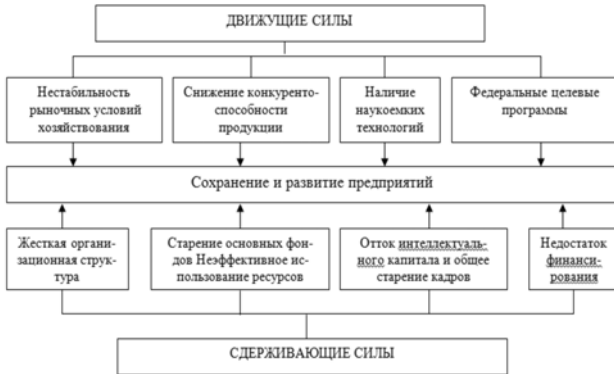 ДВИЖУЩИЕ СИЛЫ
Нестабильность
рыночных условий
хозяйствования
Снижение конкуренто-
способности
продукции
Наличие
наукоемких
технологий
Федеральные целевые
программы
Сохранение и развитие предприятий
Жесткая органи-
зационная струк-
тура
Старение основных фон-
дов Неэффективное ис-
пользование ресурсов
Отток интеллектуаль-
ного капитала и общее
старение кадров
Недостаток
финанси-
рования
СДЕРЖИВАЮЩИЕ СИЛЫ